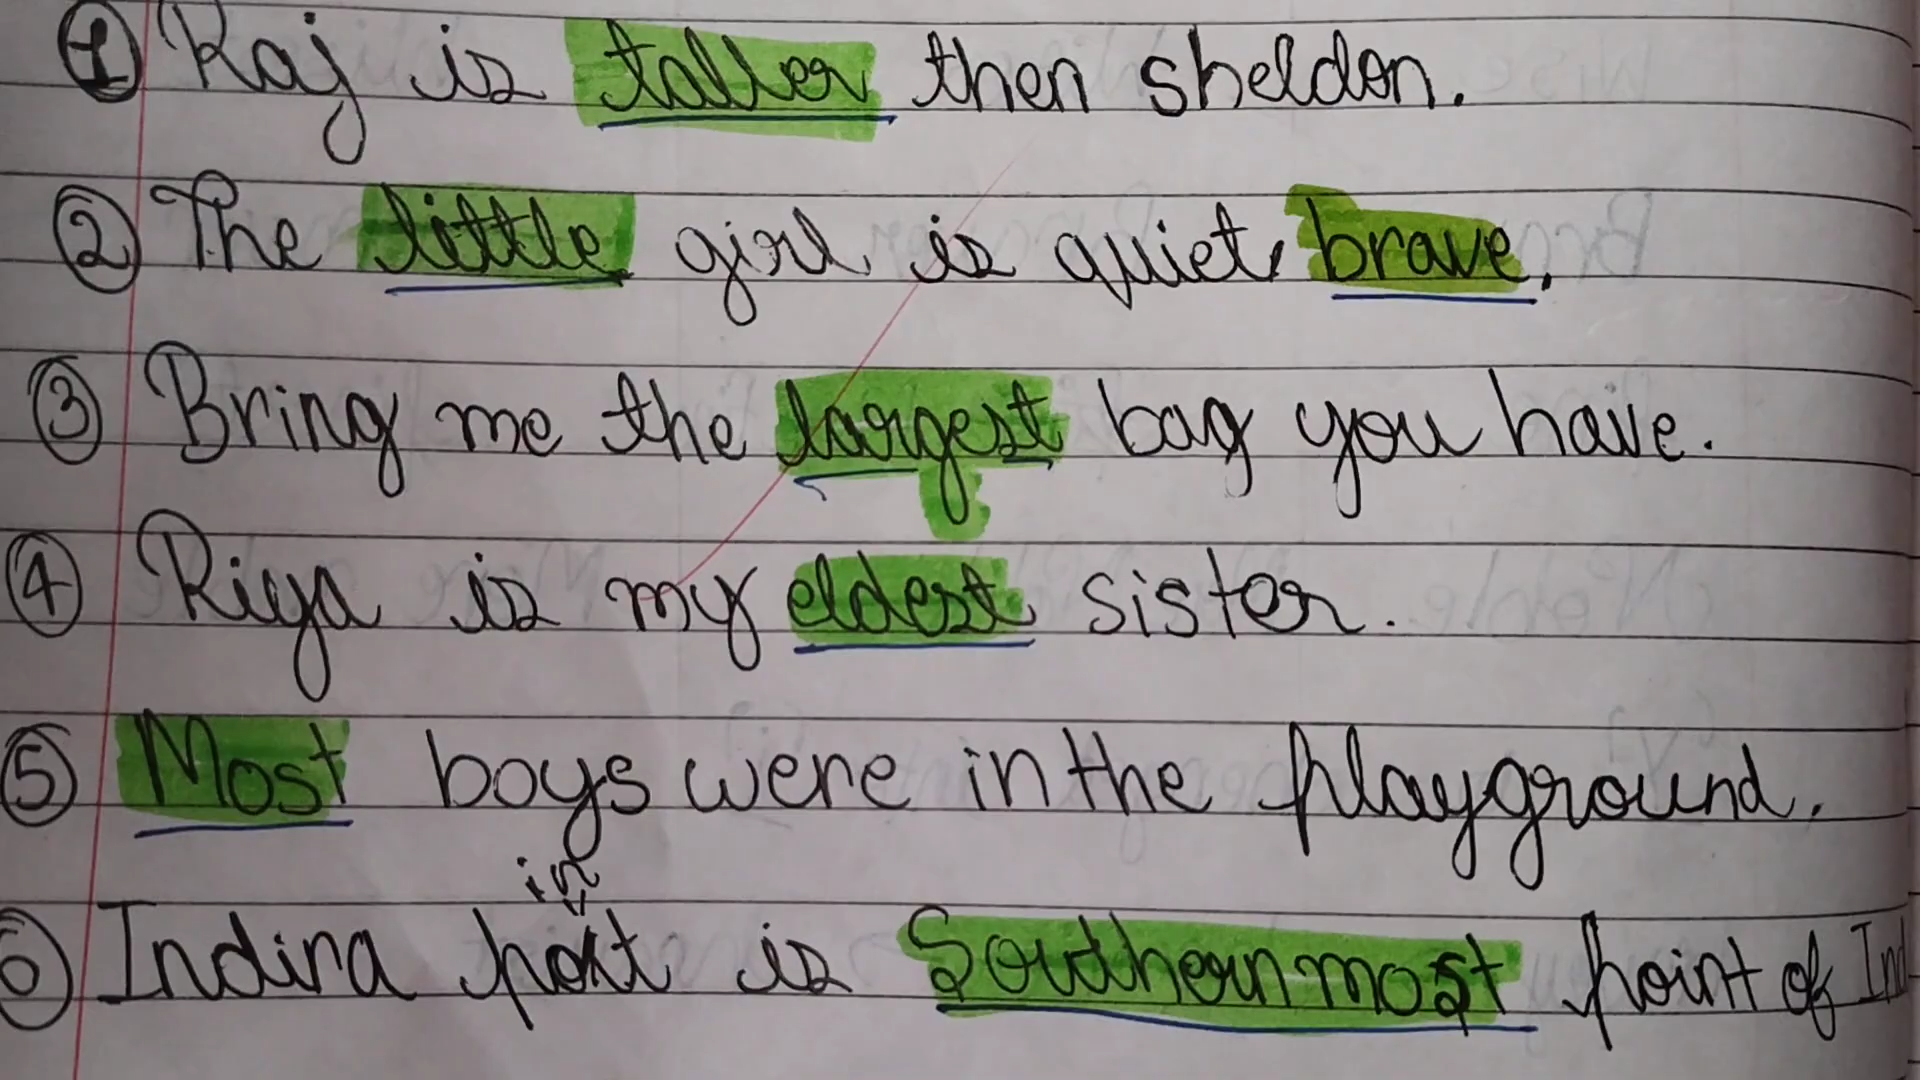 ① Raj is taller then sheldon.
② The little girl is quiet brave.
③ Bring me the largest bag you have.
④ Riya is my eldest sister.
⑤ Most boys were in the playground.
in
⑥ Indira pot is Southernmost point of Ind